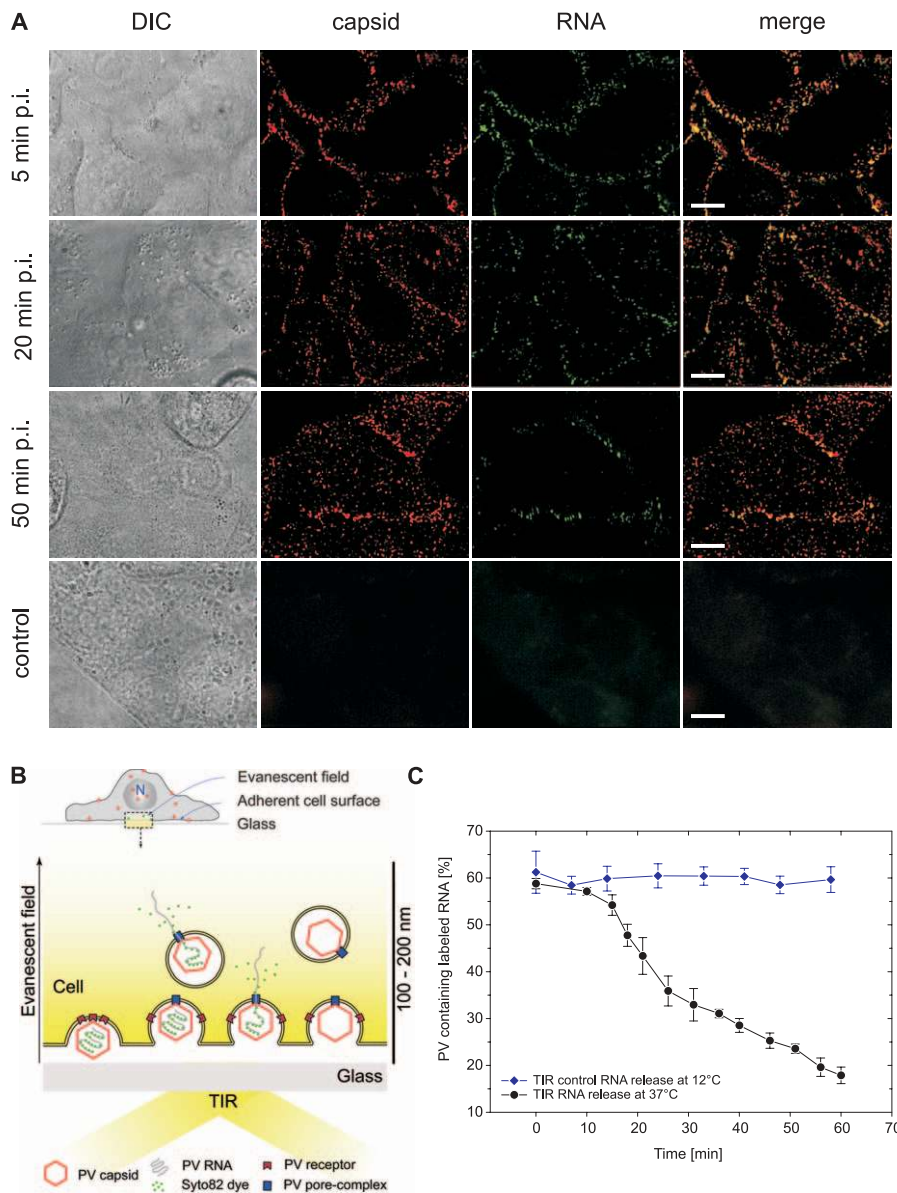 A
DIC
capsid
RNA
merge
5 min p.i.
20 min p.i.
50 min p.i.
control
B
Evanescent field
Adherent cell surface
Glass
N
Evanescent field
100 – 200 nm
Cell
Glass
TIR
PV capsid
PV RNA
Syto82 dye
PV receptor
PV pore-complex
C
PV containing labeled RNA [%]
80
70
60
50
40
30
20
10
TIR control RNA release at 12°C
TIR RNA release at 37°C
0 10 20 30 40 50 60 70
Time [min]